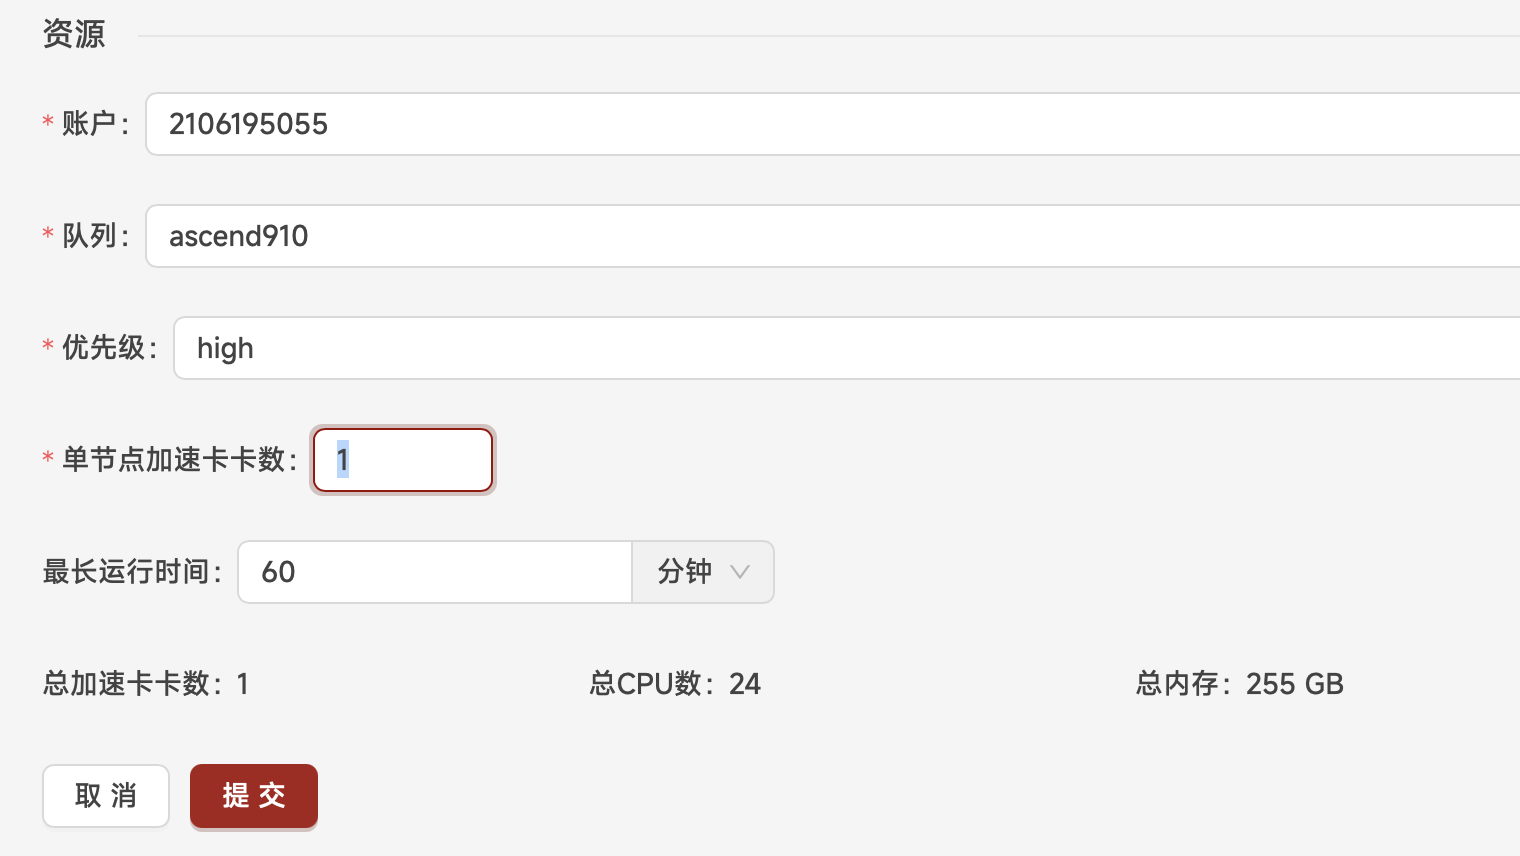 资源
* 账户: 2106195055
* 队列: ascend910
* 优先级: high
* 单节点加速卡卡数: 1
最长运行时间: 60 分钟
总加速卡卡数: 1 总CPU数: 24 总内存: 255 GB
取 消 提 交